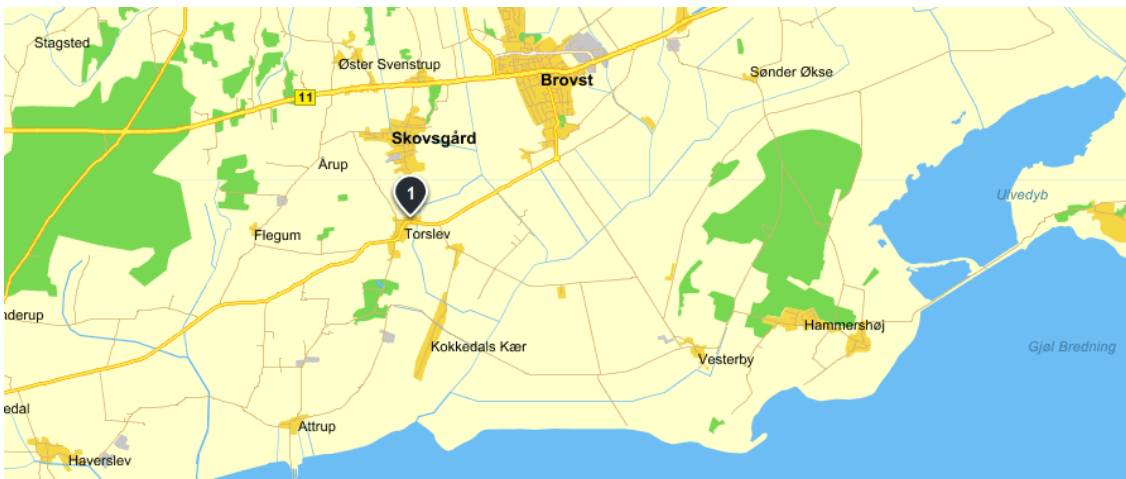 Stagsted
Øster Svenstrup
Brovst
Sønder Økse
11
Skovsgård
Årup
1
Ulvedyb
Flegum
Torslev
nderup
Hammershøj
Kokkedals Kær
Vesterby
Gjøl Bredning
edal
Attrup
Haverslev